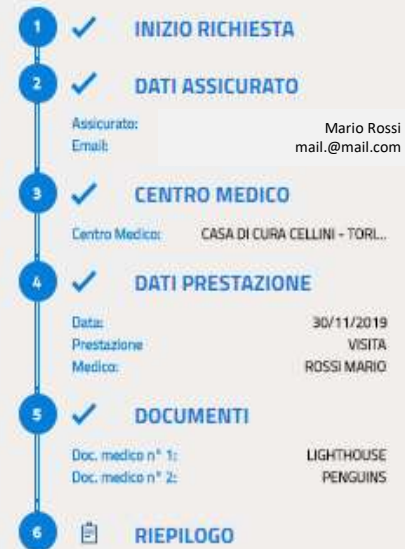 1 INIZIO RICHIESTA
2 DATI ASSICURATO
Assicurato: Mario Rossi
Email: mail.@mail.com
3 CENTRO MEDICO
Centro Medico: CASA DI CURA CELLINI - TORI...
4 DATI PRESTAZIONE
Data: 30/11/2019
Prestazione VISITA
Medico: ROSSI MARIO
5 DOCUMENTI
Doc. medico n° 1: LIGHTHOUSE
Doc. medico n° 2: PENGUINS
6 RIEPILOGO